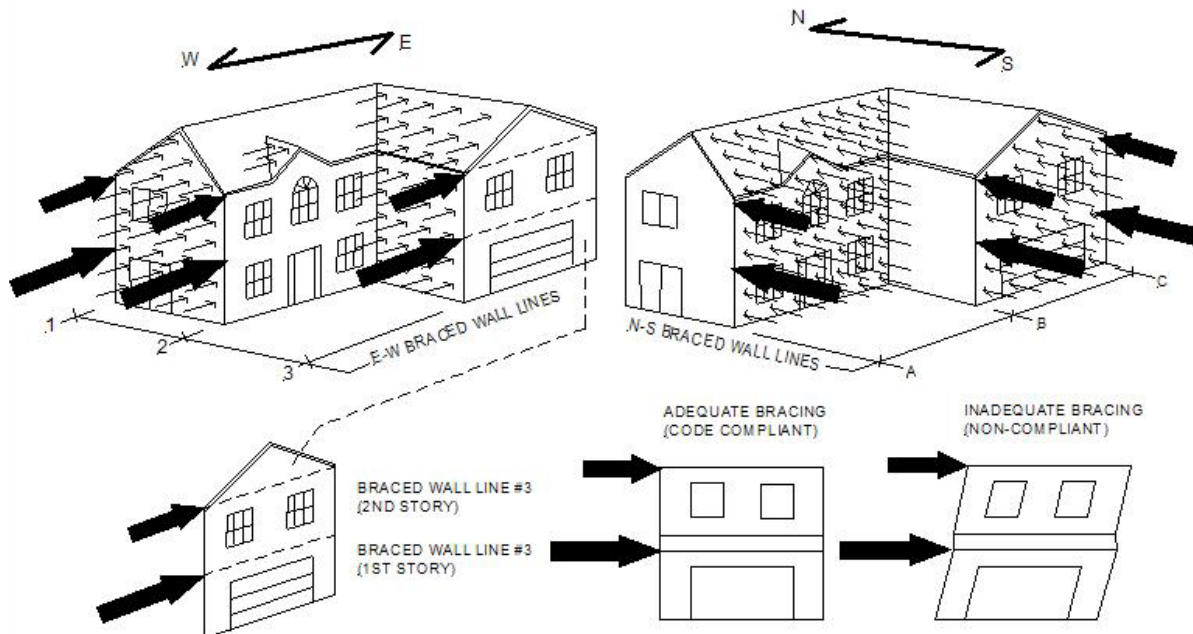 W
E
N
S
1
2
3
E-W BRACED WALL LINES
N-S BRACED WALL LINES
A
B
C
BRACED WALL LINE #3
(2ND STORY)
BRACED WALL LINE #3
(1ST STORY)
ADEQUATE BRACING
(CODE COMPLIANT)
INADEQUATE BRACING
(NON-COMPLIANT)